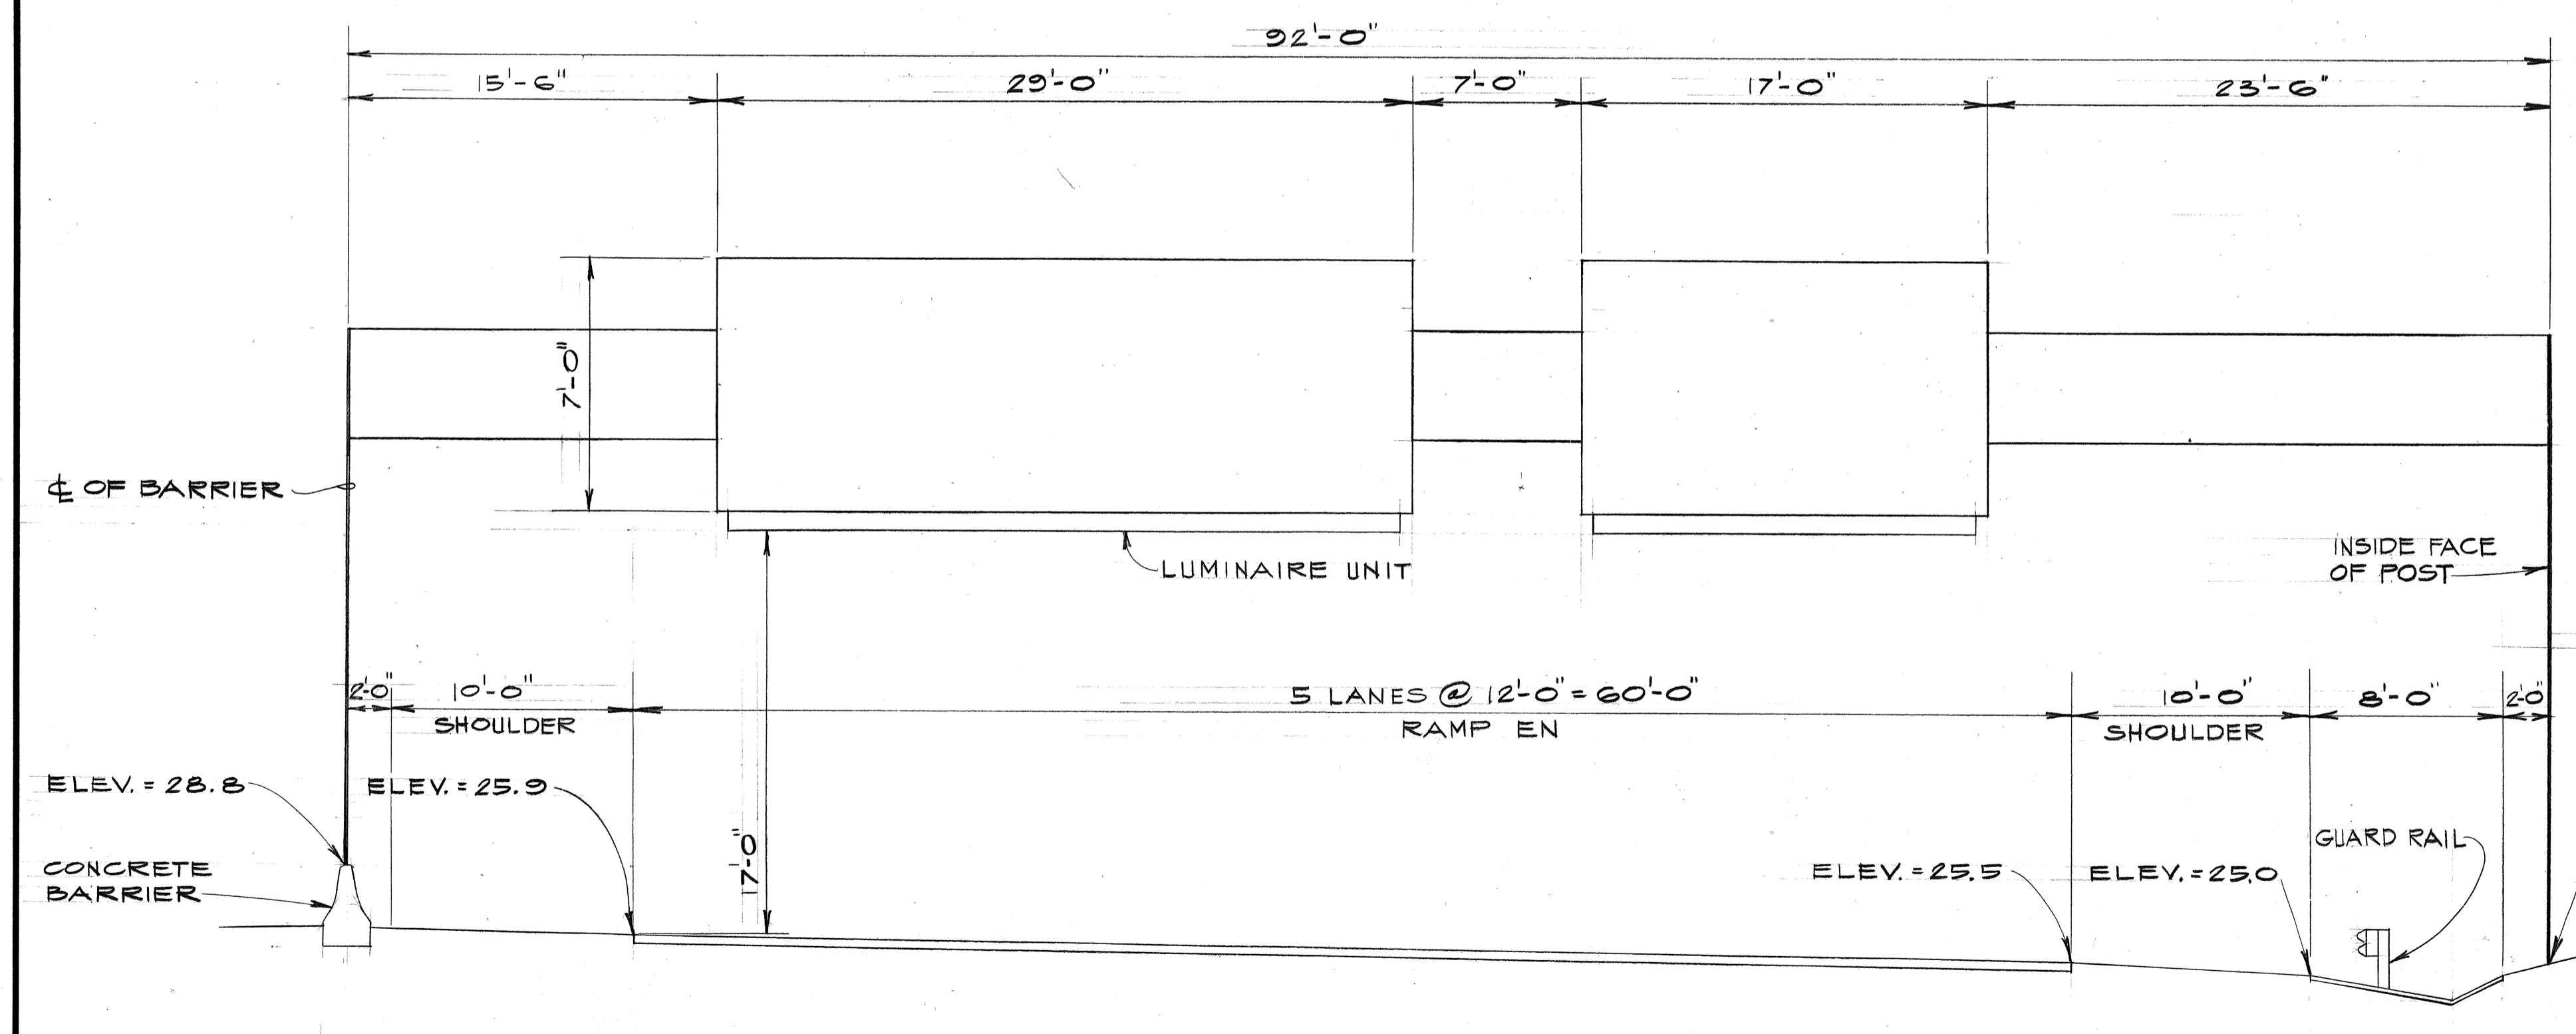 92'-0"
15'-6"
29'-0"
7'-0"
17'-0"
23'-6"
7'-0"
℄ OF BARRIER
LUMINAIRE UNIT
INSIDE FACE
OF POST
2'-0"
10'-0"
SHOULDER
5 LANES @ 12'-0" = 60'-0"
RAMP EN
10'-0"
SHOULDER
8'-0"
2'-0"
ELEV. = 28.8
ELEV. = 25.9
17'-0"
CONCRETE
BARRIER
ELEV. = 25.5
ELEV. = 25.0
GUARD RAIL